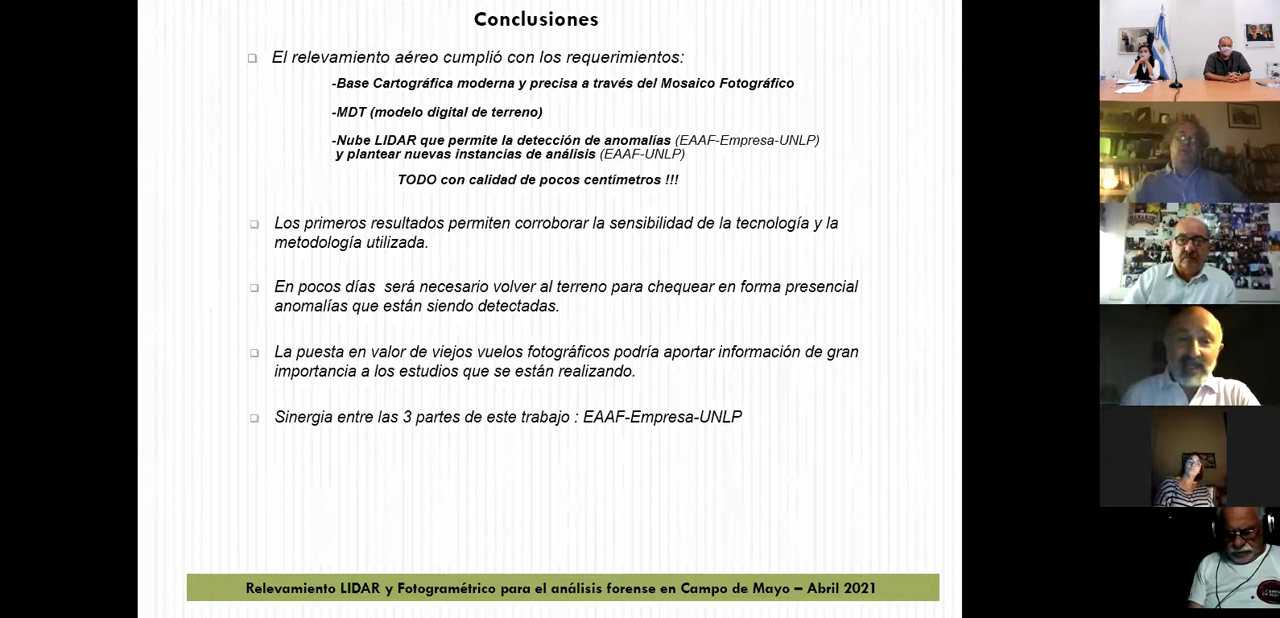 Conclusiones
El relevamiento aéreo cumplió con los requerimientos:
-Base Cartográfica moderna y precisa a través del Mosaico Fotográfico
-MDT (modelo digital de terreno)
-Nube LIDAR que permite la detección de anomalías (EAAF-Empresa-UNLP)
y plantear nuevas instancias de análisis (EAAF-UNLP)
TODO con calidad de pocos centímetros !!!
Los primeros resultados permiten corroborar la sensibilidad de la tecnología y la
metodología utilizada.
En pocos días será necesario volver al terreno para chequear en forma presencial
anomalías que están siendo detectadas.
La puesta en valor de viejos vuelos fotográficos podría aportar información de gran
importancia a los estudios que se están realizando.
Sinergia entre las 3 partes de este trabajo : EAAF-Empresa-UNLP
Relevamiento LIDAR y Fotogramétrico para el análisis forense en Campo de Mayo – Abril 2021